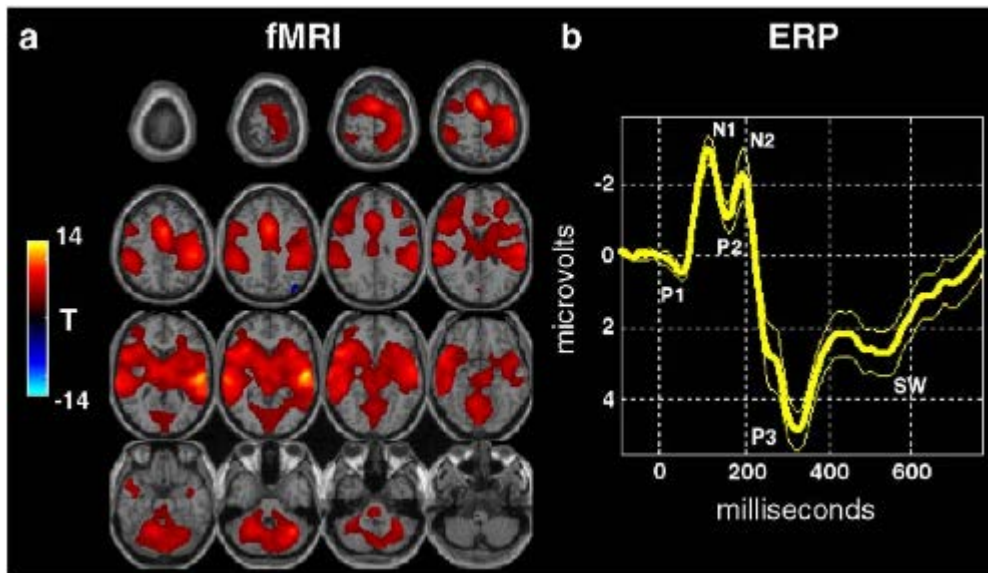 a
fMRI
14
T
-14
b
ERP
N1
N2
-2
0
2
4
P1
P2
P3
SW
microvolts
0
200
400
600
milliseconds